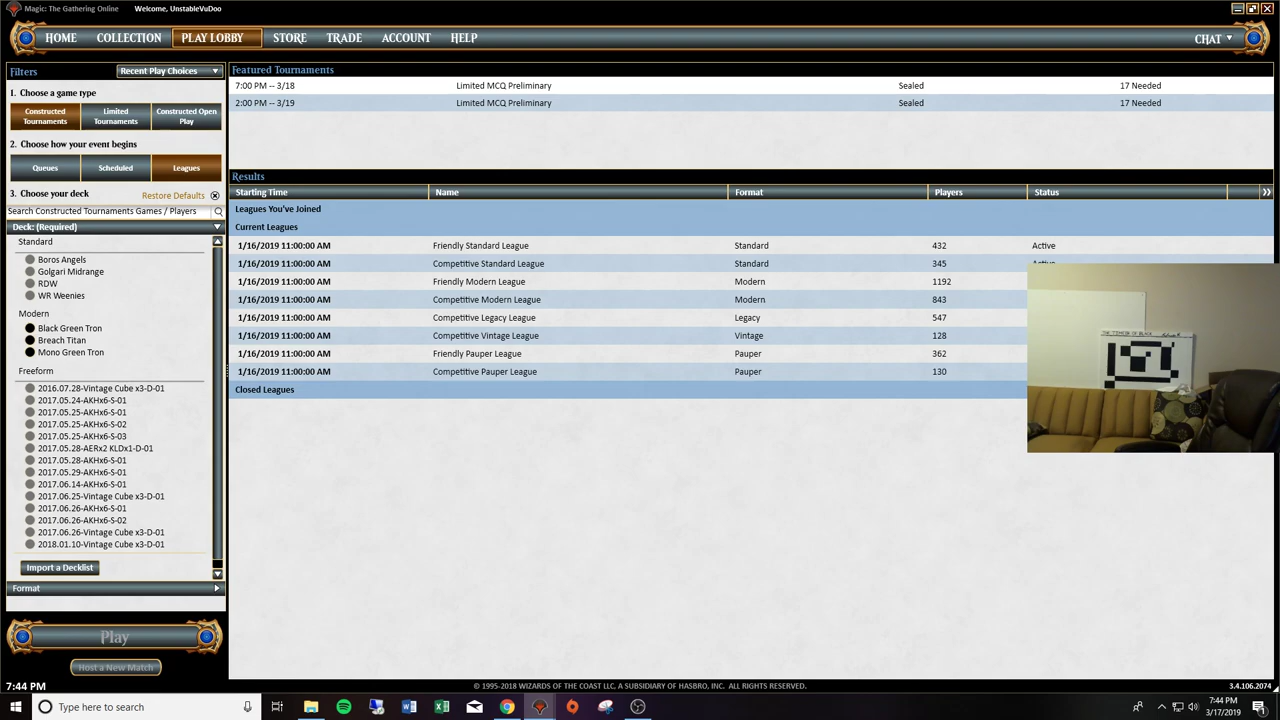 Magic: The Gathering Online Welcome, UnstableVuDoo
HOME COLLECTION PLAY LOBBY STORE TRADE ACCOUNT HELP CHAT
Filters Recent Play Choices
1. Choose a game type
Constructed Tournaments Limited Tournaments Constructed Open Play
2. Choose how your event begins
Queues Scheduled Leagues
3. Choose your deck Restore Defaults
Search Constructed Tournaments Games / Players
Deck: (Required)
Standard
Boros Angels
Golgari Midrange
RDW
WR Weenies
Modern
Black Green Tron
Breach Titan
Mono Green Tron
Freeform
2016.07.28-Vintage Cube x3-D-01
2017.05.24-AKHx6-S-01
2017.05.25-AKHx6-S-01
2017.05.25-AKHx6-S-02
2017.05.25-AKHx6-S-03
2017.05.28-AERx2 KLDx1-D-01
2017.05.28-AKHx6-S-01
2017.05.29-AKHx6-S-01
2017.06.14-AKHx6-S-01
2017.06.25-Vintage Cube x3-D-01
2017.06.26-AKHx6-S-01
2017.06.26-AKHx6-S-02
2017.06.26-Vintage Cube x3-D-01
2018.01.10-Vintage Cube x3-D-01
Import a Decklist
Format
Play
Host a New Match
7:44 PM
Featured Tournaments
7:00 PM -- 3/18 Limited MCQ Preliminary Sealed 17 Needed
2:00 PM -- 3/19 Limited MCQ Preliminary Sealed 17 Needed
Results
Starting Time Name Format Players Status
Leagues You've Joined
Current Leagues
1/16/2019 11:00:00 AM Friendly Standard League Standard 432 Active
1/16/2019 11:00:00 AM Competitive Standard League Standard 345 Active
1/16/2019 11:00:00 AM Friendly Modern League Modern 1192
1/16/2019 11:00:00 AM Competitive Modern League Modern 843
1/16/2019 11:00:00 AM Competitive Legacy League Legacy 547
1/16/2019 11:00:00 AM Competitive Vintage League Vintage 128
1/16/2019 11:00:00 AM Friendly Pauper League Pauper 362
1/16/2019 11:00:00 AM Competitive Pauper League Pauper 130
Closed Leagues
© 1995-2018 WIZARDS OF THE COAST LLC, A SUBSIDIARY OF HASBRO, INC. ALL RIGHTS RESERVED. 3.4.106.2074
Type here to search
7:44 PM
3/17/2019